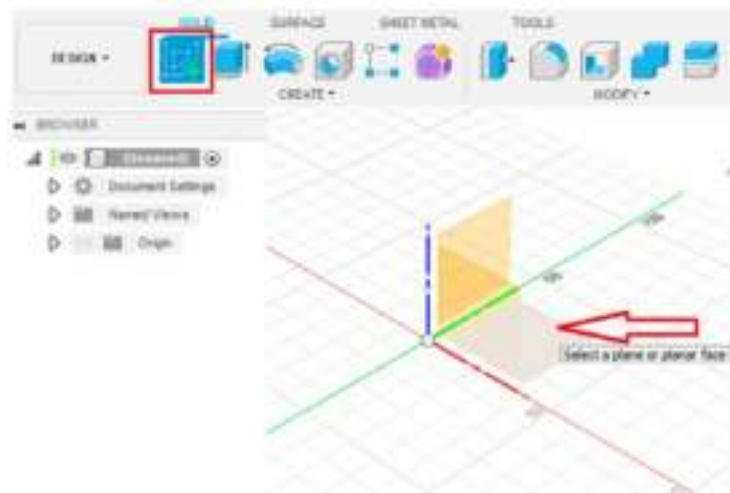 SOLID SURFACE SHEET METAL TOOLS
DESIGN
CREATE MODIFY
BROWSER
(Unsaved)
Document Settings
Named Views
Origin
Select a plane or planar face